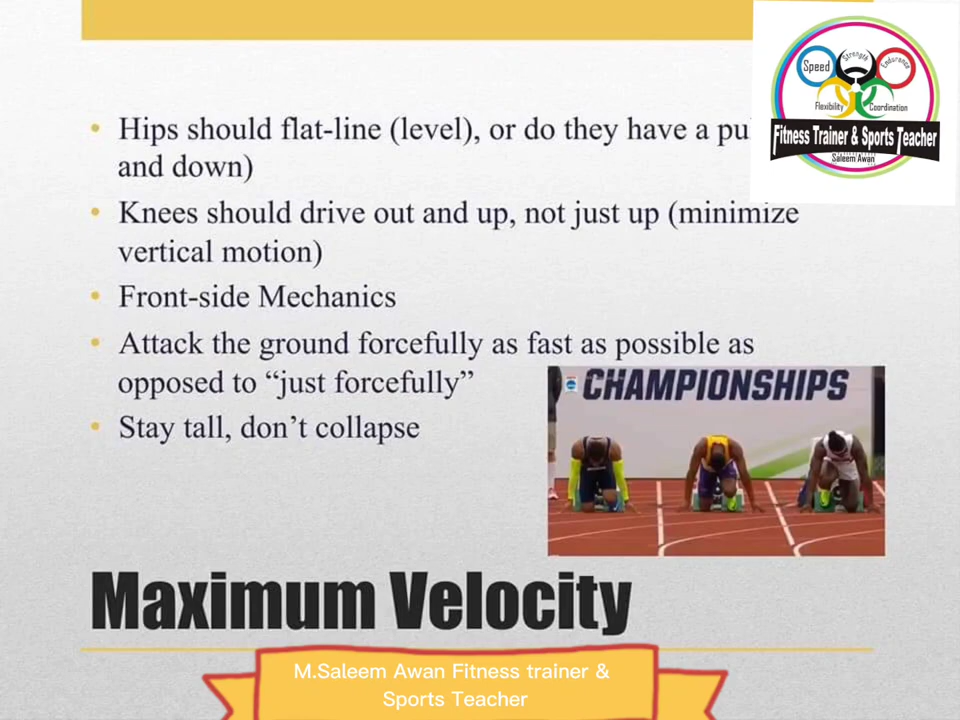 Speed
Strength
Endurance
Flexibility
Coordination
Fitness Trainer & Sports Teacher
Saleem Awan
• Hips should flat-line (level), or do they have a
and down)
• Knees should drive out and up, not just up (minimize
vertical motion)
• Front-side Mechanics
• Attack the ground forcefully as fast as possible as
opposed to “just forcefully”
• Stay tall, don’t collapse
CHAMPIONSHIPS
Maximum Velocity
M.Saleem Awan Fitness trainer &
Sports Teacher